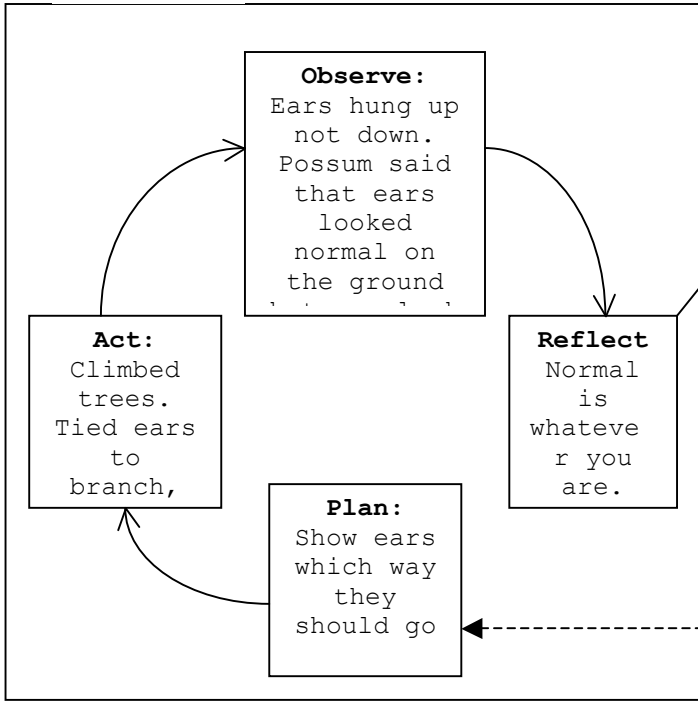 Observe:
Ears hung up
not down.
Possum said
that ears
looked
normal on
the ground
Act:
Climbed
trees.
Tied ears
to
branch,
Reflect
Normal
is
whateve
r you
are.
Plan:
Show ears
which way
they
should go